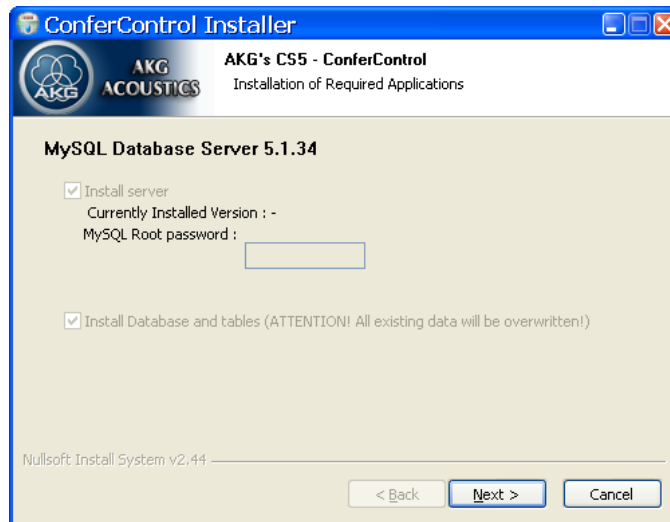 ConferControl Installer
AKG
AKG
ACOUSTICS
AKG's CS5 - ConferControl
Installation of Required Applications
MySQL Database Server 5.1.34
Install server
Currently Installed Version : -
MySQL Root password :
Install Database and tables (ATTENTION! All existing data will be overwritten!)
Nullsoft Install System v2.44
< Back
Next >
Cancel